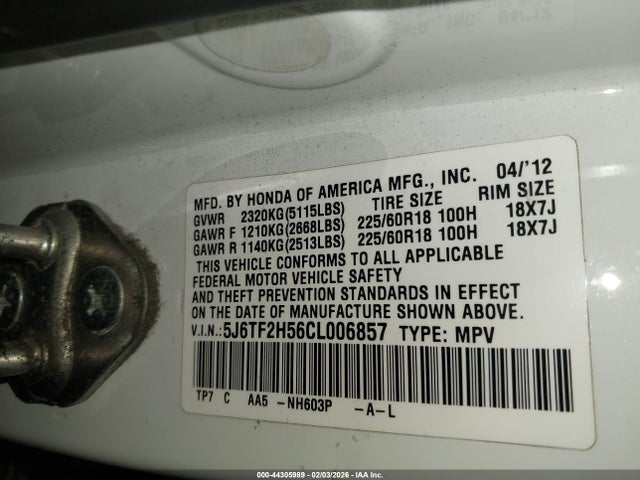 MFD. BY HONDA OF AMERICA MFG., INC. 04/'12
GVWR 2320KG(5115LBS) TIRE SIZE RIM SIZE
GAWR F 1210KG(2668LBS) 225/60R18 100H 18X7J
GAWR R 1140KG(2513LBS) 225/60R18 100H 18X7J
THIS VEHICLE CONFORMS TO ALL APPLICABLE
FEDERAL MOTOR VEHICLE SAFETY
AND THEFT PREVENTION STANDARDS IN EFFECT
ON THE DATE OF MANUFACTURE SHOWN ABOVE.
V.I.N.:5J6TF2H56CL006857 TYPE: MPV
TP7 C AA5 -NH603P -A-L
000-44305989 - 02/03/2026 - IAA Inc.